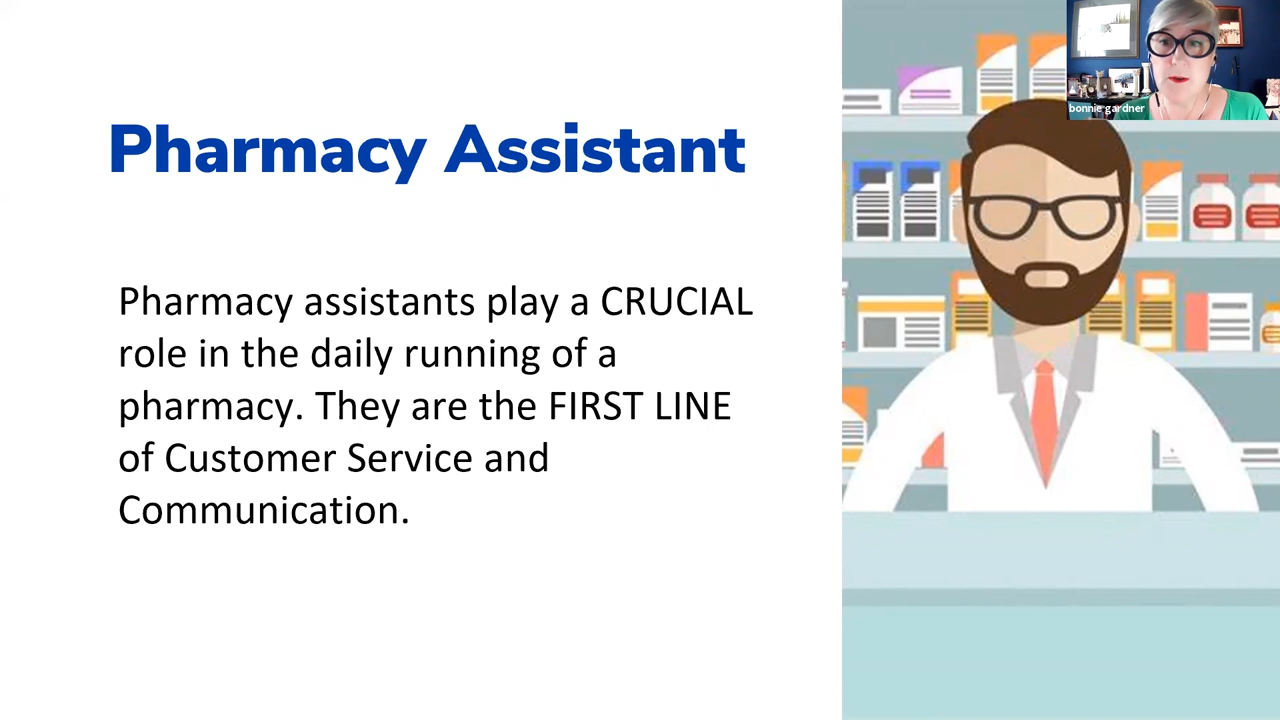 bonnie gardner
Pharmacy Assistant
Pharmacy assistants play a CRUCIAL
role in the daily running of a
pharmacy. They are the FIRST LINE
of Customer Service and
Communication.